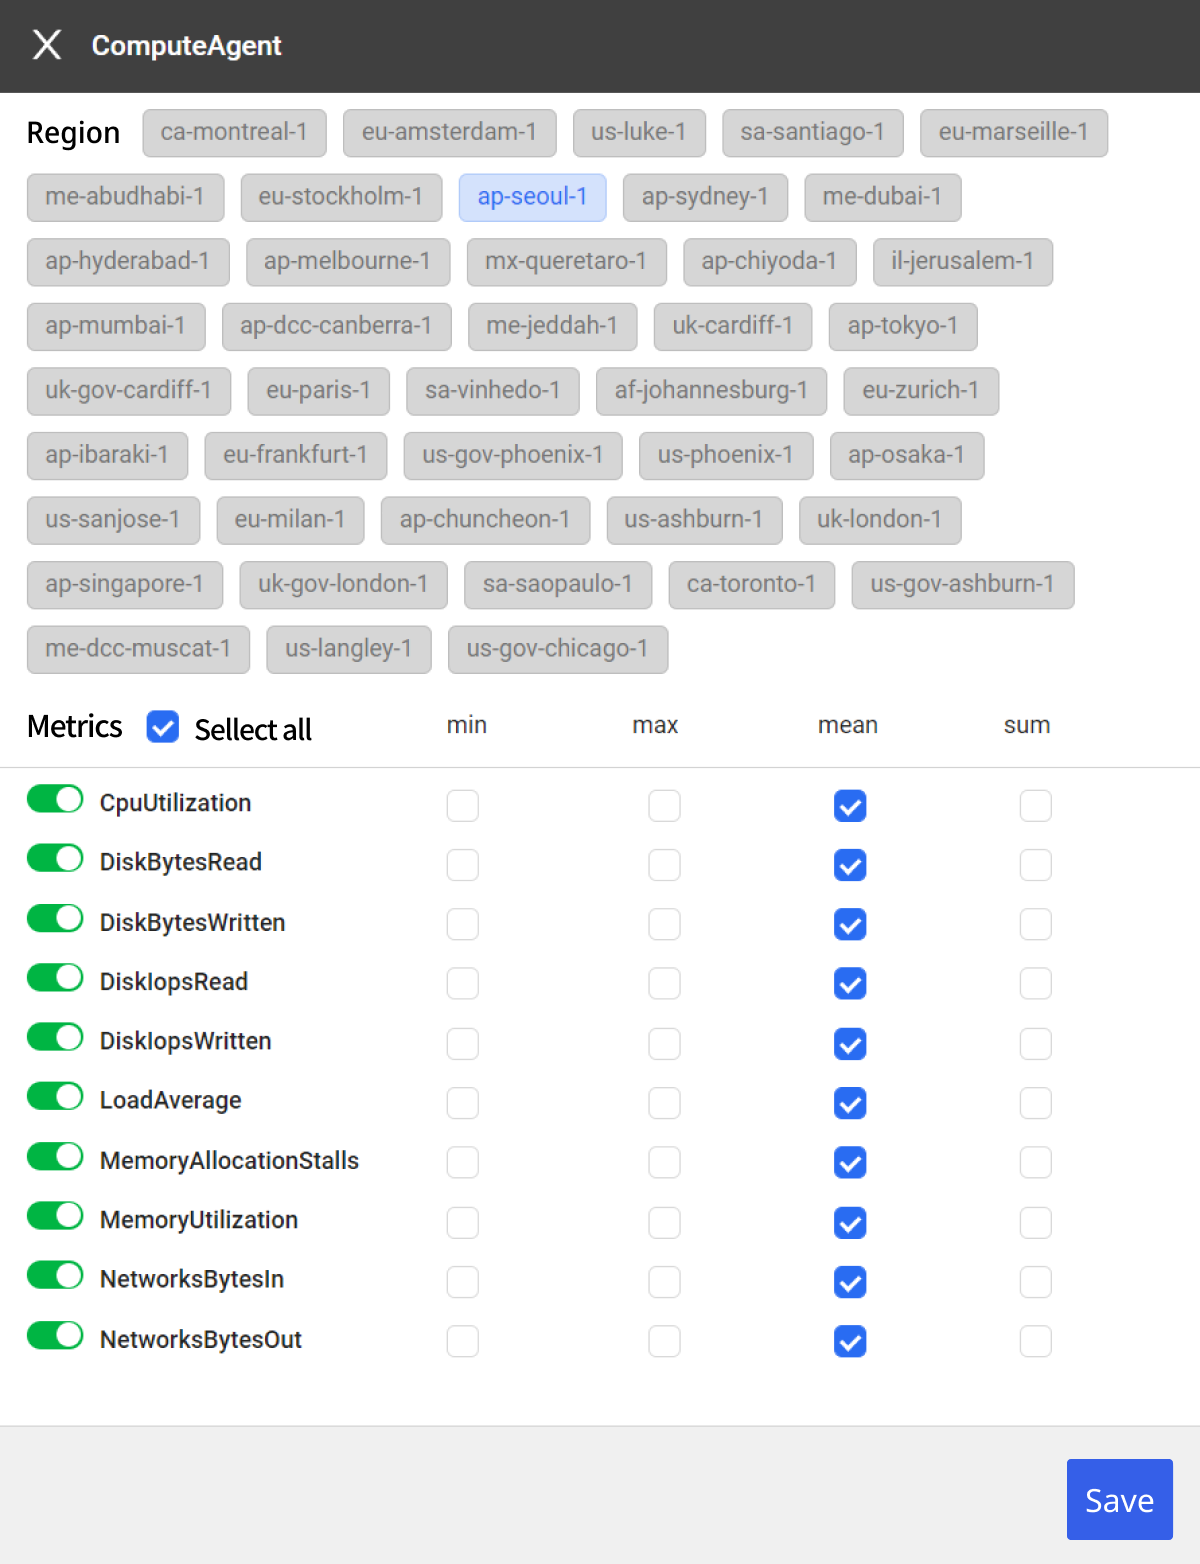 ComputeAgent
Region ca-montreal-1 eu-amsterdam-1 us-luke-1 sa-santiago-1 eu-marseille-1
me-abudhabi-1 eu-stockholm-1 ap-seoul-1 ap-sydney-1 me-dubai-1
ap-hyderabad-1 ap-melbourne-1 mx-queretaro-1 ap-chiyoda-1 il-jerusalem-1
ap-mumbai-1 ap-dcc-canberra-1 me-jeddah-1 uk-cardiff-1 ap-tokyo-1
uk-gov-cardiff-1 eu-paris-1 sa-vinhedo-1 af-johannesburg-1 eu-zurich-1
ap-ibaraki-1 eu-frankfurt-1 us-gov-phoenix-1 us-phoenix-1 ap-osaka-1
us-sanjose-1 eu-milan-1 ap-chuncheon-1 us-ashburn-1 uk-london-1
ap-singapore-1 uk-gov-london-1 sa-saopaulo-1 ca-toronto-1 us-gov-ashburn-1
me-dcc-muscat-1 us-langley-1 us-gov-chicago-1
Metrics Sellect all min max mean sum
CpuUtilization
DiskBytesRead
DiskBytesWritten
DiskIopsRead
DiskIopsWritten
LoadAverage
MemoryAllocationStalls
MemoryUtilization
NetworksBytesIn
NetworksBytesOut
Save